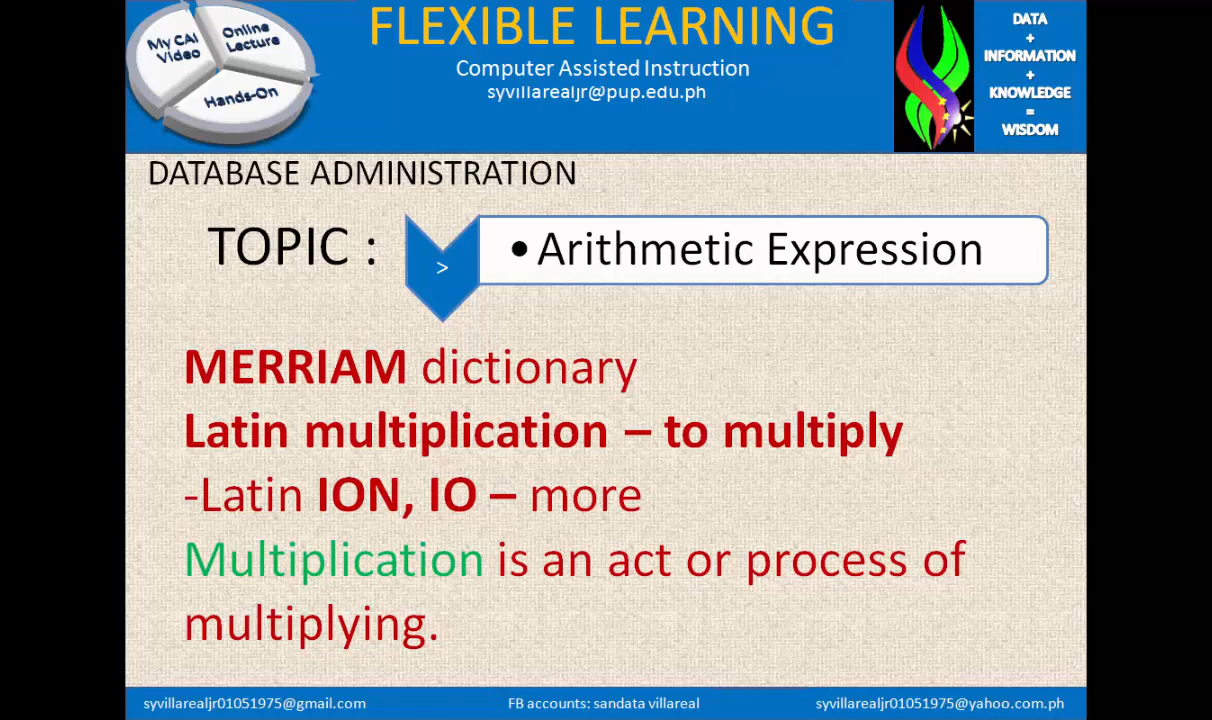 My CAI
Video
Online
Lecture
Hands-On
FLEXIBLE LEARNING
Computer Assisted Instruction
syvillarealjr@pup.edu.ph
DATA
+
INFORMATION
+
KNOWLEDGE
=
WISDOM
DATABASE ADMINISTRATION
TOPIC :
>
•Arithmetic Expression
MERRIAM dictionary
Latin multiplication – to multiply
-Latin ION, IO – more
Multiplication is an act or process of
multiplying.
syvillarealjr01051975@gmail.com
FB accounts: sandata villareal
syvillarealjr01051975@yahoo.com.ph